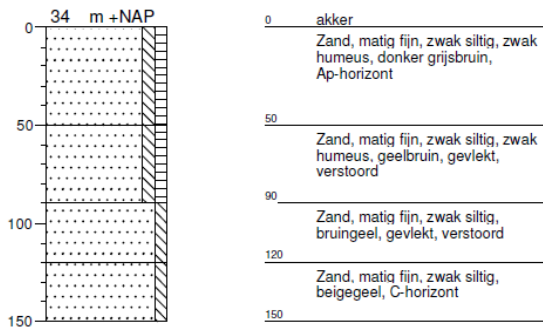 34 m +NAP
0
50
100
150
0 akker
Zand, matig fijn, zwak siltig, zwak
humeus, donker grijsbruin,
Ap-horizont
50
Zand, matig fijn, zwak siltig, zwak
humeus, geelbruin, gevlekt,
verstoord
90
Zand, matig fijn, zwak siltig,
bruingeel, gevlekt, verstoord
120
Zand, matig fijn, zwak siltig,
beigegeel, C-horizont
150